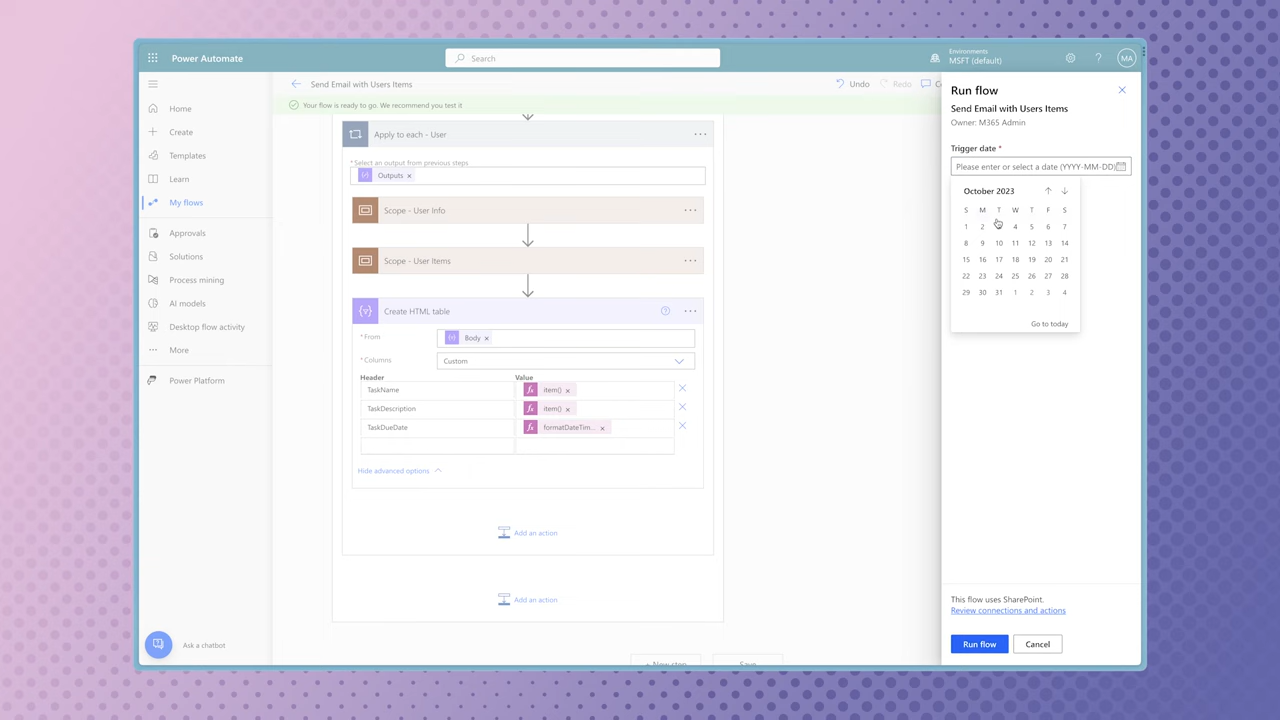 Power Automate
Search
Environments
MSFT (default)
?
MA
Home
Create
Templates
Learn
My flows
Approvals
Solutions
Process mining
AI models
Desktop flow activity
More
Power Platform
Ask a chatbot
Send Email with Users Items
Undo
Redo
Your flow is ready to go. We recommend you test it
Apply to each - User
* Select an output from previous steps
Outputs
Scope - User Info
Scope - User Items
Create HTML table
* From
Body
* Columns
Custom
Header
Value
TaskName
item()
TaskDescription
item()
TaskDueDate
formatDateTim...
Hide advanced options
Add an action
Add an action
+ New step
Save
Run flow
Send Email with Users Items
Owner: M365 Admin
Trigger date *
Please enter or select a date (YYYY-MM-DD)
October 2023
S M T W T F S
1 2 4 5 6 7
8 9 10 11 12 13 14
15 16 17 18 19 20 21
22 23 24 25 26 27 28
29 30 31 1 2 3 4
Go to today
This flow uses SharePoint.
Review connections and actions
Run flow
Cancel